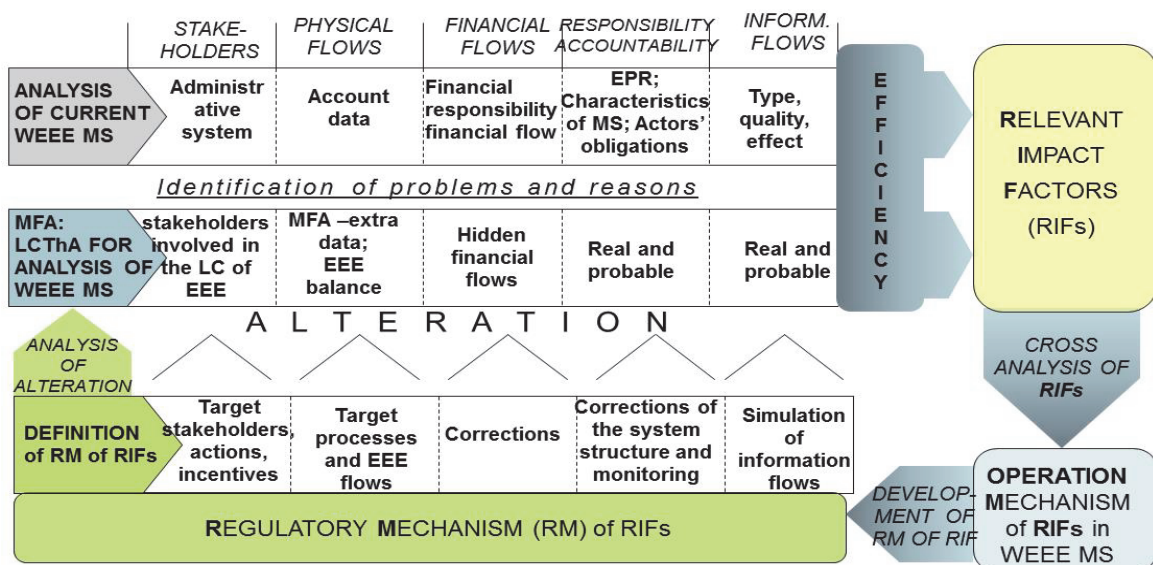 STAKE-
HOLDERS
PHYSICAL
FLOWS
FINANCIAL
FLOWS
RESPONSIBILITY
ACCOUNTABILITY
INFORM.
FLOWS
ANALYSIS
OF CURRENT
WEEE MS
Administr
ative
system
Account
data
Financial
responsibility
financial flow
EPR;
Characteristics
of MS; Actors'
obligations
Type,
quality,
effect
Identification of problems and reasons
MFA:
LCThA FOR
ANALYSIS OF
WEEE MS
stakeholders
involved in
the LC of
EEE
MFA –extra
data;
EEE
balance
Hidden
financial
flows
Real and
probable
Real and
probable
EFFICIENCY
RELEVANT
IMPACT
FACTORS
(RIFs)
ALTERATION
ANALYSIS
OF
ALTERATION
CROSS
ANALYSIS OF
RIFs
DEFINITION
of RM of RIFs
Target
stakeholders,
actions,
incentives
Target
processes
and EEE
flows
Corrections
Corrections of
the system
structure and
monitoring
Simulation
of
information
flows
REGULATORY MECHANISM (RM) of RIFs
DEVELOP-
MENT OF
RM OF RIF
OPERATION
MECHANISM
of RIFs in
WEEE MS